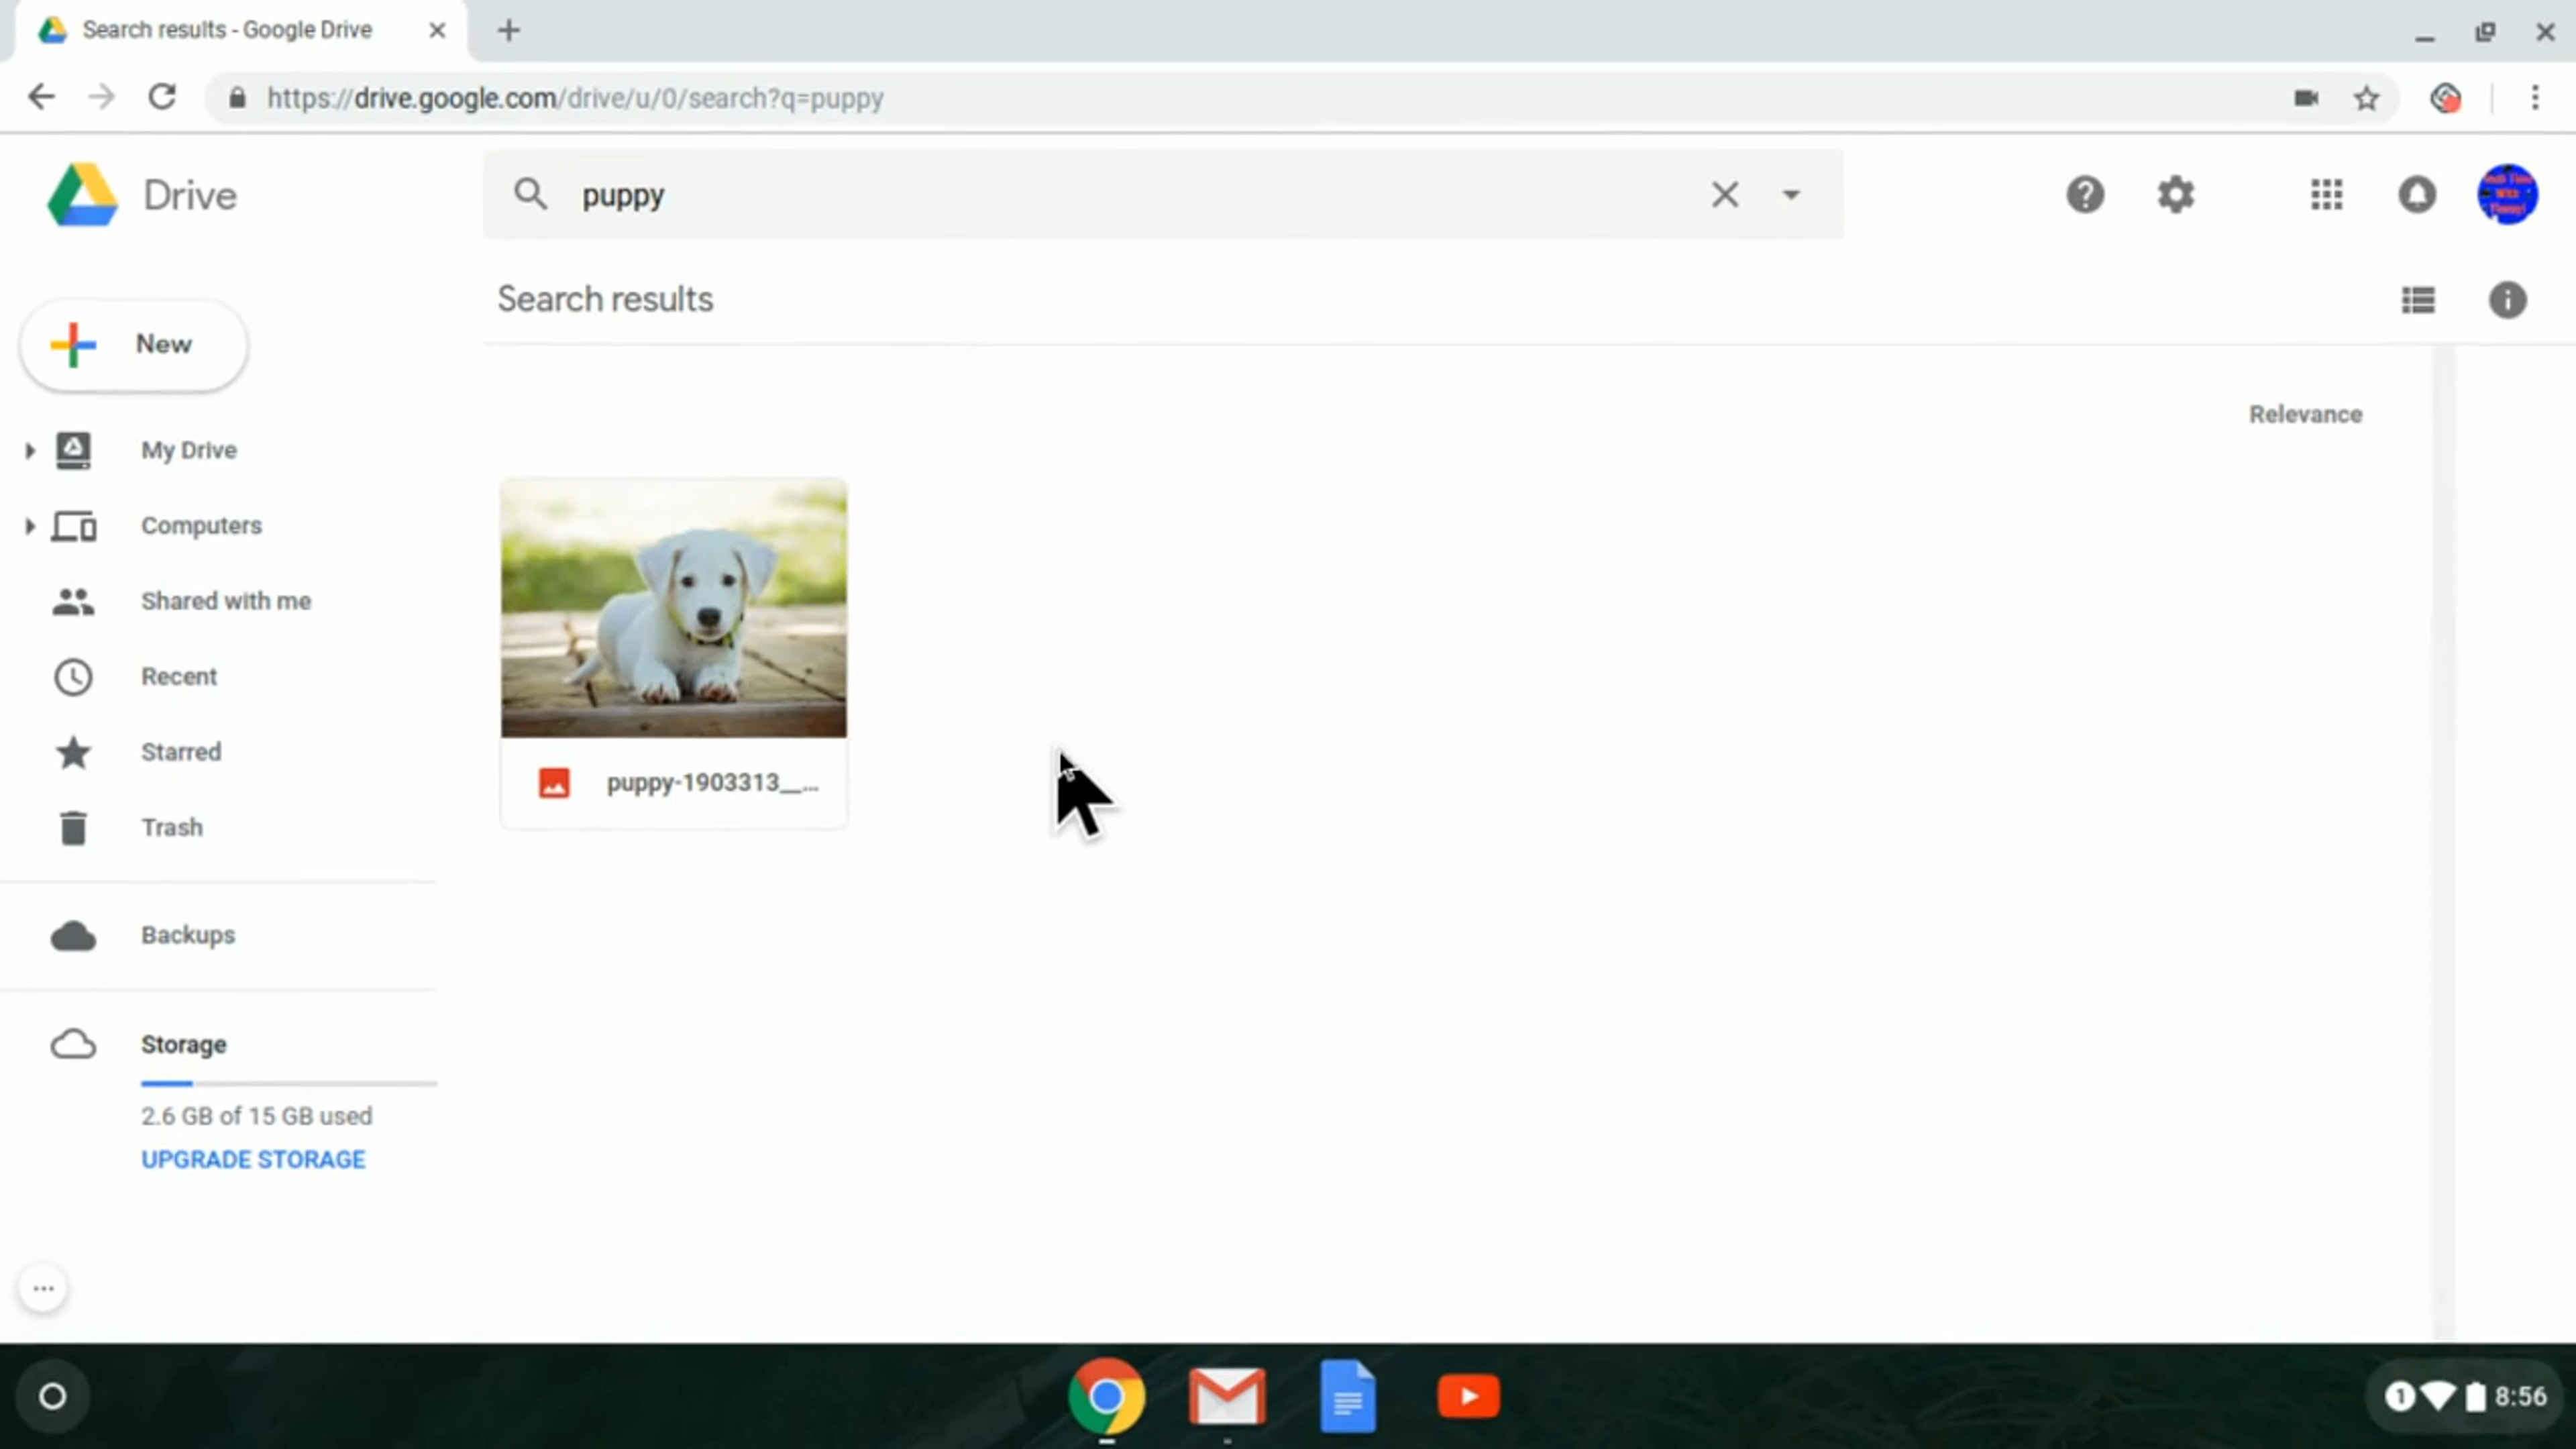 Search results - Google Drive
https://drive.google.com/drive/u/0/search?q=puppy
Drive
puppy
Search results
New
Relevance
My Drive
Computers
Shared with me
Recent
Starred
Trash
puppy-1903313__...
Backups
Storage
2.6 GB of 15 GB used
UPGRADE STORAGE
1 8:56